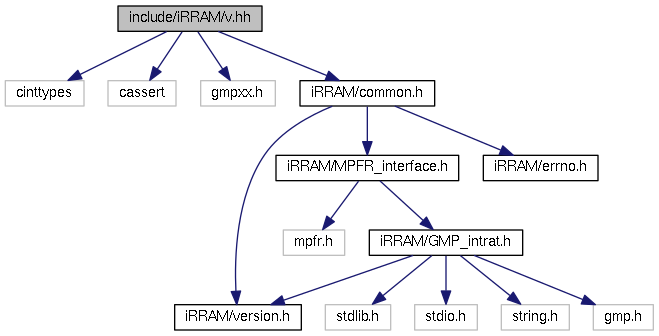 include/iRRAM/v.hh
cinttypes
cassert
gmpxx.h
iRRAM/common.h
iRRAM/MPFR_interface.h
iRRAM/errno.h
mpfr.h
iRRAM/GMP_intrat.h
iRRAM/version.h
stdlib.h
stdio.h
string.h
gmp.h